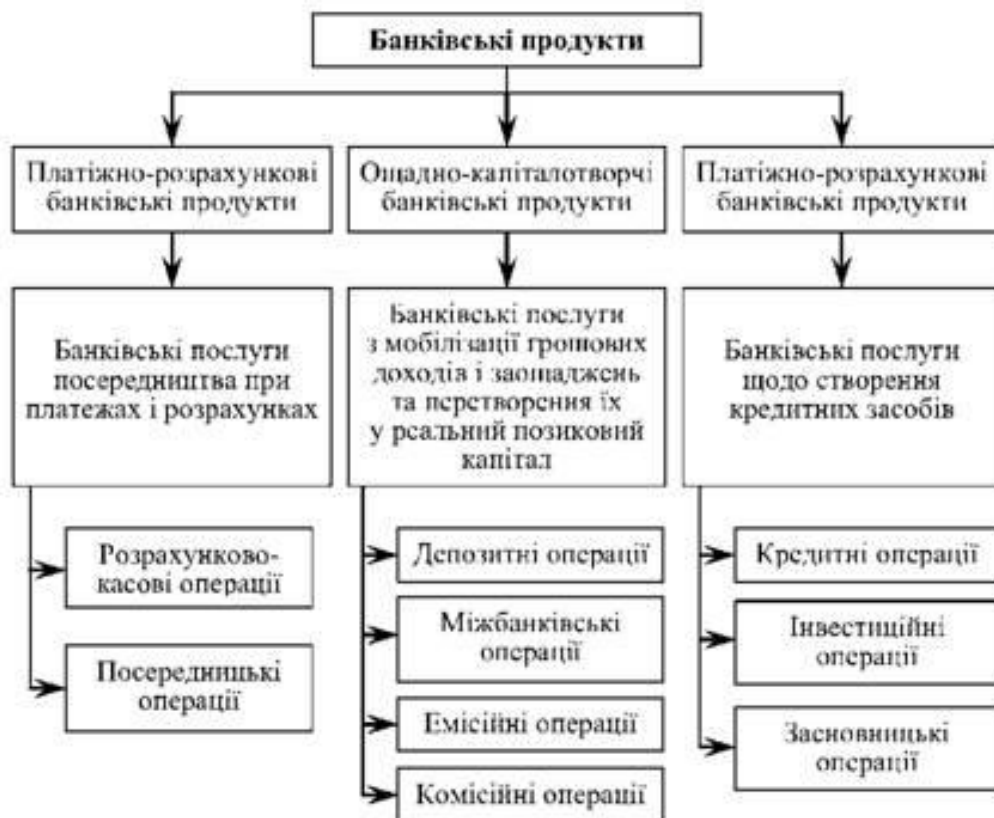 Банківські продукти
Платіжно-розрахункові
банківські продукти
Ощадно-капіталотворчі
банківські продукти
Платіжно-розрахункові
банківські продукти
Банківські послуги
посередництва при
платежах і розрахунках
Банківські послуги
з мобілізації грошових
доходів і заощаджень
та перетворення їх
у реальний позиковий
капітал
Банківські послуги
щодо створення
кредитних засобів
Розрахунково-
касові операції
Посередницькі
операції
Депозитні операції
Міжбанківські
операції
Емісійні операції
Комісійні операції
Кредитні операції
Інвестиційні
операції
Засновницькі
операції